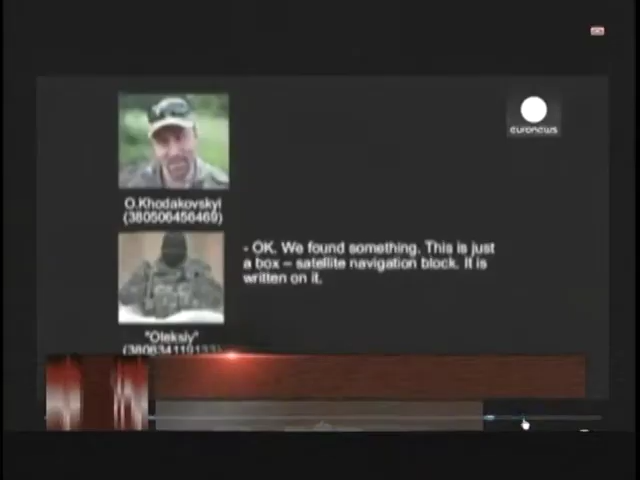 euronews
O.Khodakovskyi
(380506456469)
- OK. We found something. This is just
a box – satellite navigation block. It is
written on it.
"Oleksiy"